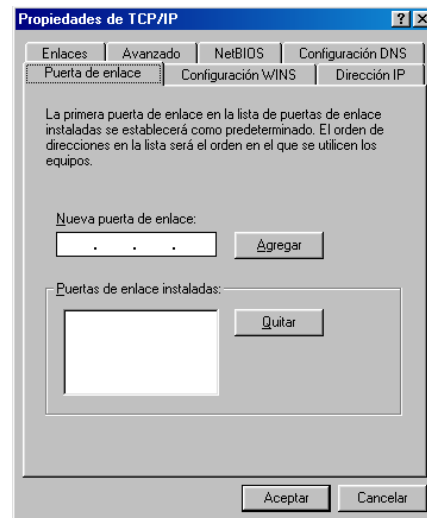 Propiedades de TCP/IP
Enlaces Avanzado NetBIOS Configuración DNS
Puerta de enlace Configuración WINS Dirección IP
La primera puerta de enlace en la lista de puertas de enlace
instaladas se establecerá como predeterminado. El orden de
direcciones en la lista será el orden en el que se utilicen los
equipos.
Nueva puerta de enlace:
. . . Agregar
Puertas de enlace instaladas:
Quitar
Aceptar Cancelar